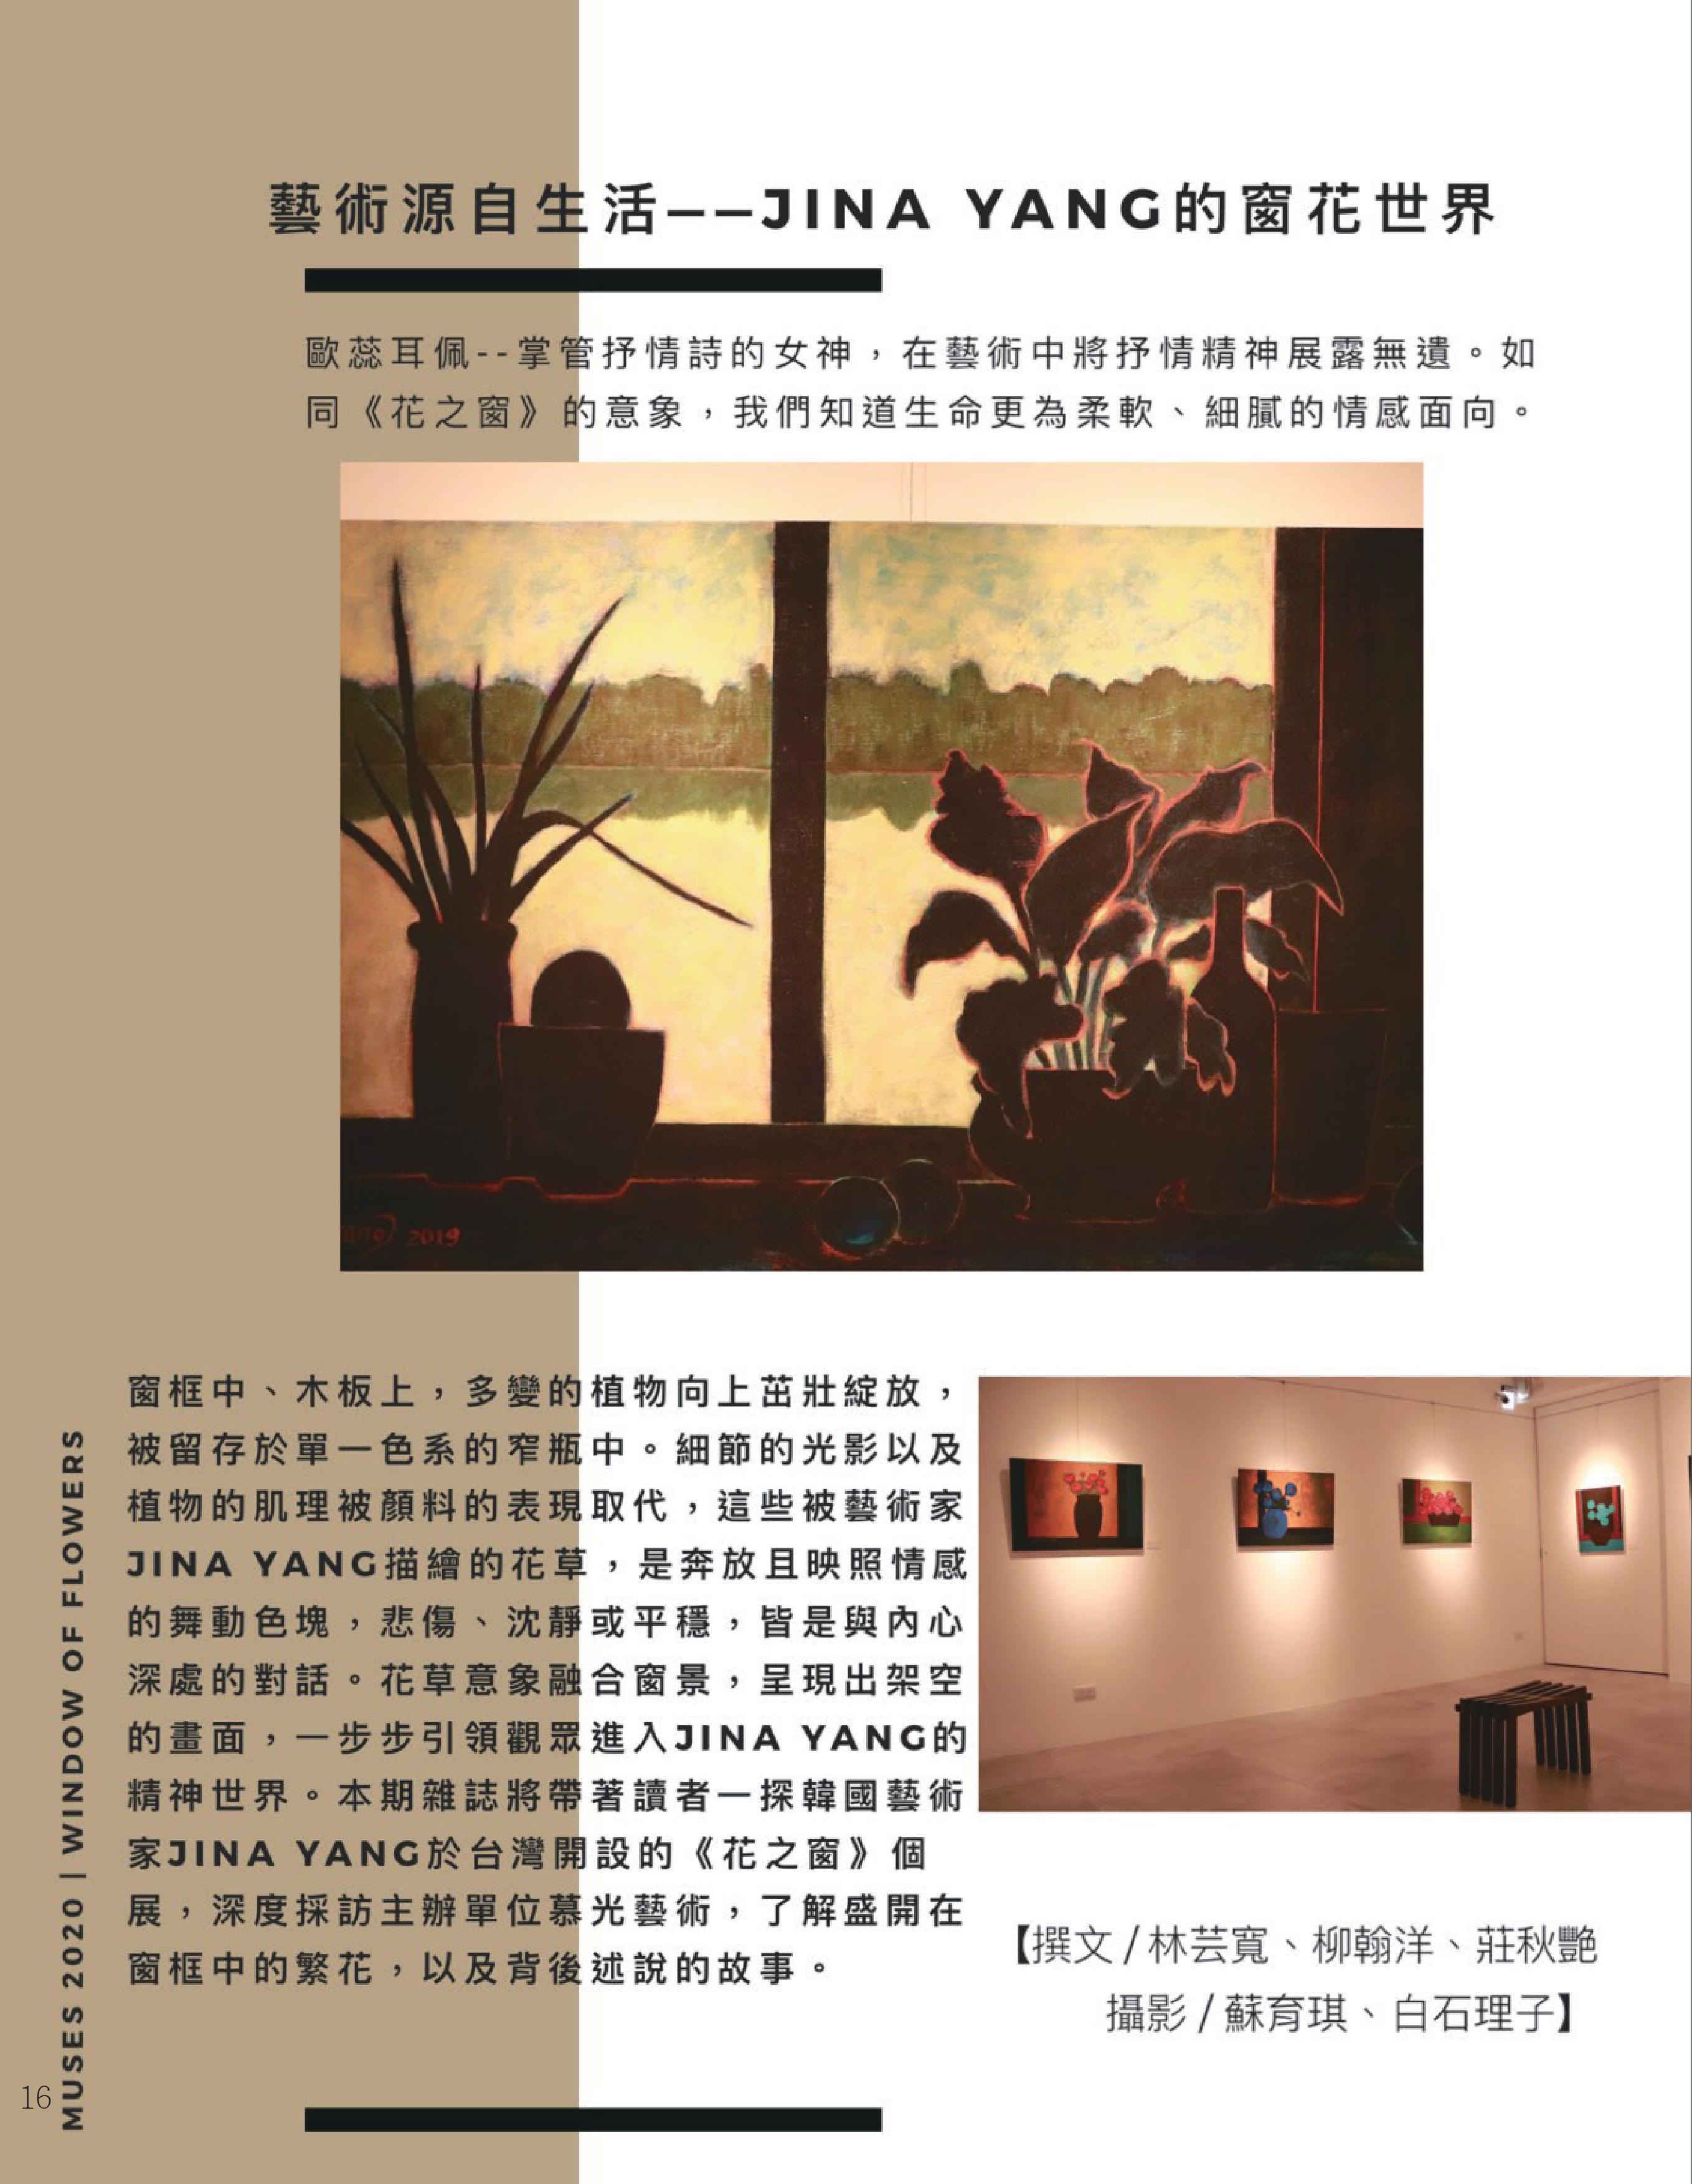 藝術源自生活——JINA YANG的窗花世界
歐蕊耳佩--掌管抒情詩的女神，在藝術中將抒情精神展露無遺。如
同《花之窗》的意象，我們知道生命更為柔軟、細膩的情感面向。
2019
窗框中、木板上，多變的植物向上茁壯綻放，
被留存於單一色系的窄瓶中。細節的光影以及
植物的肌理被顏料的表現取代，這些被藝術家
JINA YANG描繪的花草，是奔放且映照情感
的舞動色塊，悲傷、沈靜或平穩，皆是與內心
深處的對話。花草意象融合窗景，呈現出架空
的畫面，一步步引領觀眾進入JINA YANG的
精神世界。本期雜誌將帶著讀者一探韓國藝術
家JINA YANG於台灣開設的《花之窗》個
展，深度採訪主辦單位慕光藝術，了解盛開在
窗框中的繁花，以及背後述說的故事。
【撰文/林芸寬、柳翰洋、莊秋艷
攝影/蘇育琪、白石理子】
MUSES 2020 | WINDOW OF FLOWERS
16